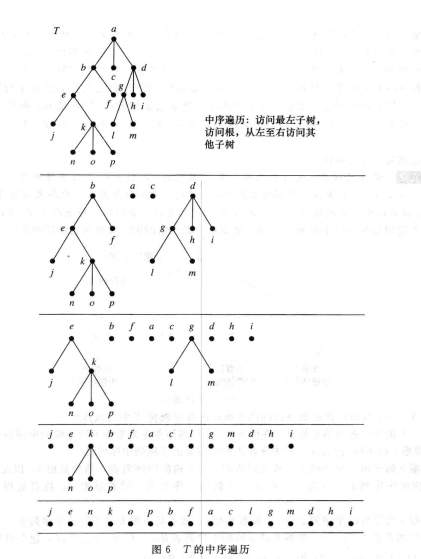 T a
b c d
e g
f h i
j k l m
n o p
中序遍历：访问最左子树，
访问根，从左至右访问其
他子树
b a c d
e f g h i
j k l m
n o p
e b f a c g d h i
j k l m
n o p
j e k b f a c l g m d h i
n o p
j e n k o p b f a c l g m d h i
图 6 T 的中序遍历